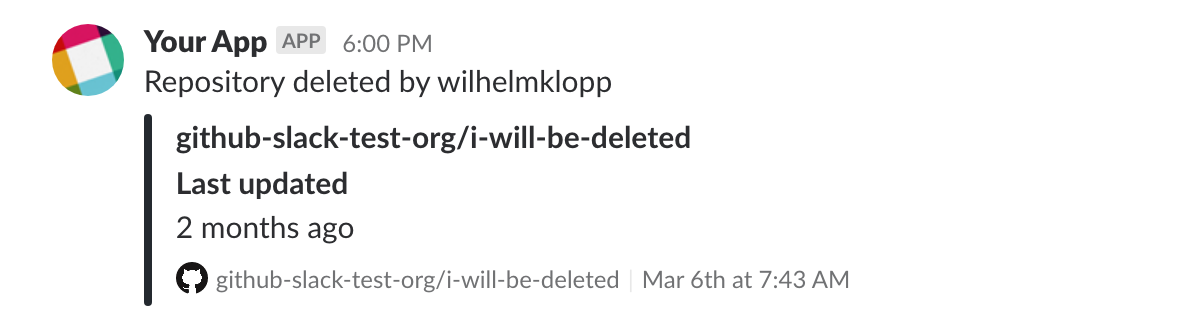 Your App APP 6:00 PM
Repository deleted by wilhelmklopp
github-slack-test-org/i-will-be-deleted
Last updated
2 months ago
github-slack-test-org/i-will-be-deleted | Mar 6th at 7:43 AM